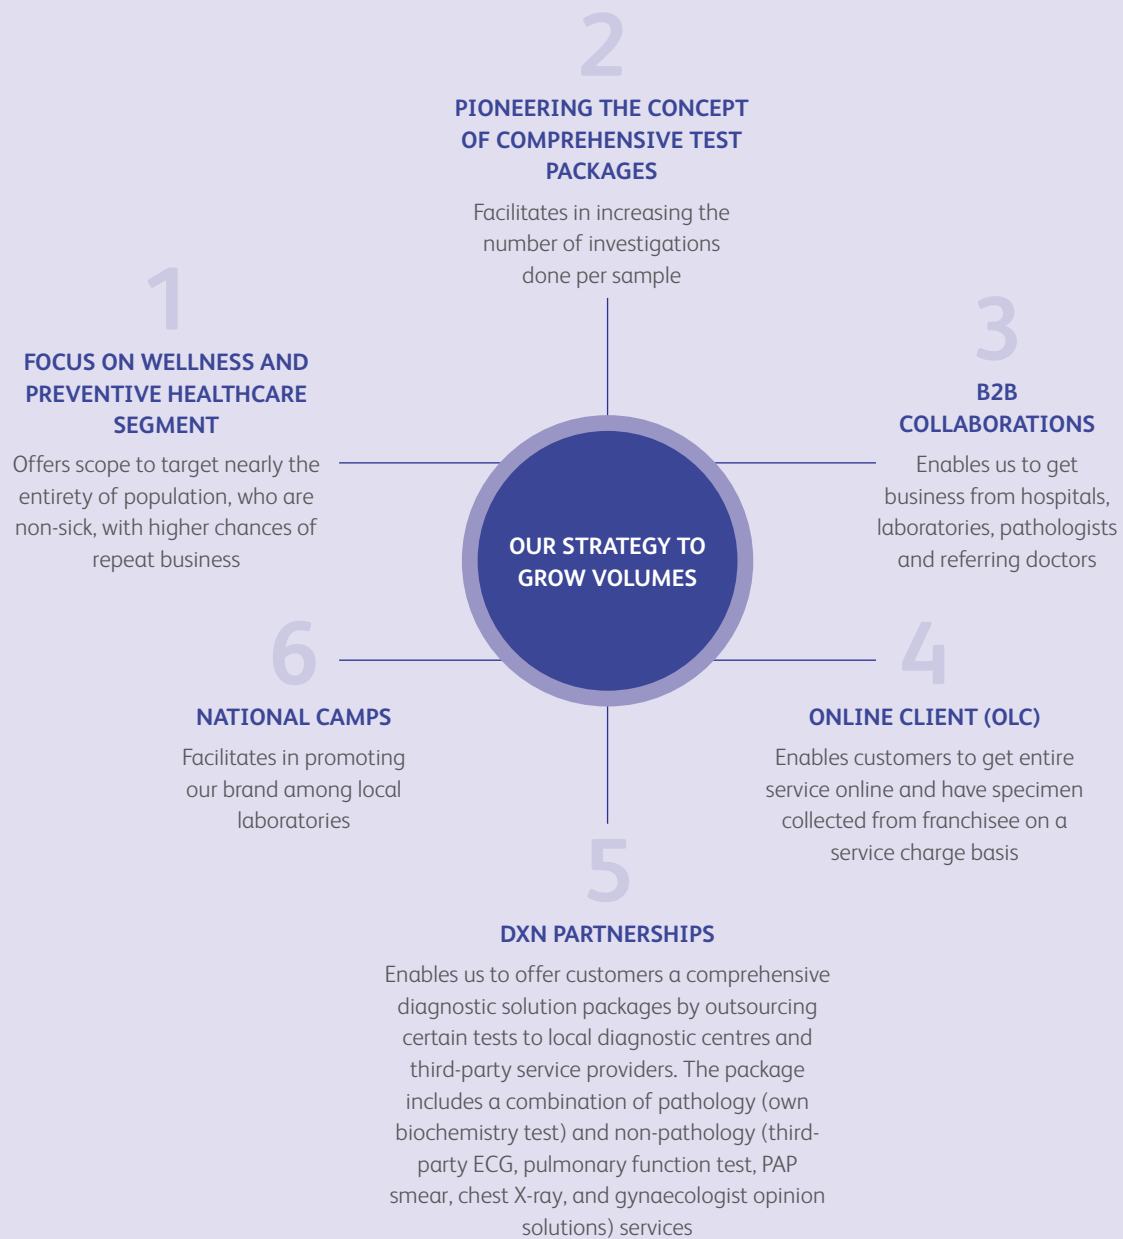 2
PIONEERING THE CONCEPT
OF COMPREHENSIVE TEST
PACKAGES
Facilitates in increasing the
number of investigations
done per sample
1
FOCUS ON WELLNESS AND
PREVENTIVE HEALTHCARE
SEGMENT
Offers scope to target nearly the
entirety of population, who are
non-sick, with higher chances of
repeat business
3
B2B
COLLABORATIONS
Enables us to get
business from hospitals,
laboratories, pathologists
and referring doctors
OUR STRATEGY TO
GROW VOLUMES
6
NATIONAL CAMPS
Facilitates in promoting
our brand among local
laboratories
4
ONLINE CLIENT (OLC)
Enables customers to get entire
service online and have specimen
collected from franchisee on a
service charge basis
5
DXN PARTNERSHIPS
Enables us to offer customers a comprehensive
diagnostic solution packages by outsourcing
certain tests to local diagnostic centres and
third-party service providers. The package
includes a combination of pathology (own
biochemistry test) and non-pathology (third-
party ECG, pulmonary function test, PAP
smear, chest X-ray, and gynaecologist opinion
solutions) services